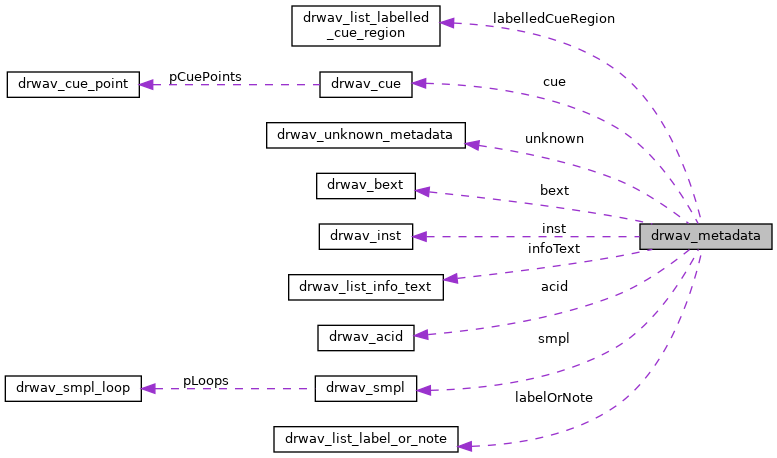 drwav_list_labelled
_cue_region
labelledCueRegion
drwav_cue_point
pCuePoints
drwav_cue
cue
drwav_unknown_metadata
unknown
drwav_bext
bext
drwav_inst
inst
drwav_metadata
infoText
drwav_list_info_text
acid
drwav_acid
smpl
drwav_smpl_loop
pLoops
drwav_smpl
labelOrNote
drwav_list_label_or_note